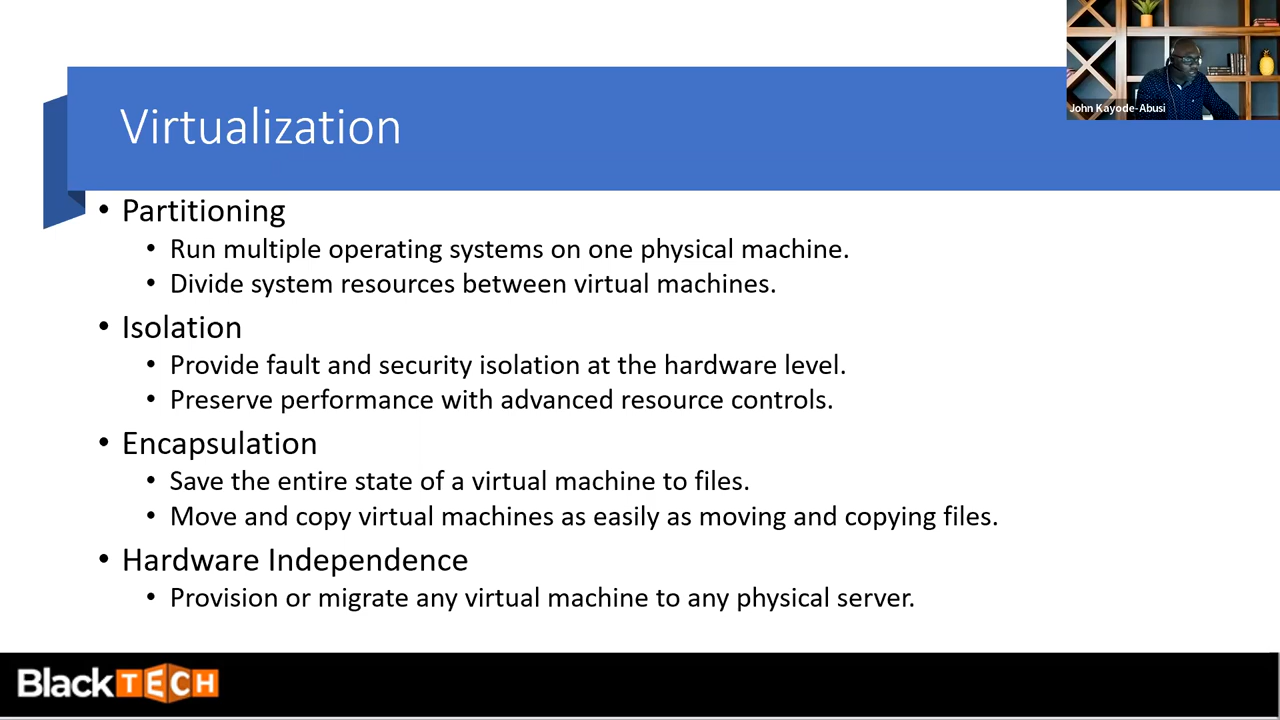 John Kayode-Abusi
Virtualization
• Partitioning
• Run multiple operating systems on one physical machine.
• Divide system resources between virtual machines.
• Isolation
• Provide fault and security isolation at the hardware level.
• Preserve performance with advanced resource controls.
• Encapsulation
• Save the entire state of a virtual machine to files.
• Move and copy virtual machines as easily as moving and copying files.
• Hardware Independence
• Provision or migrate any virtual machine to any physical server.
Black TECH